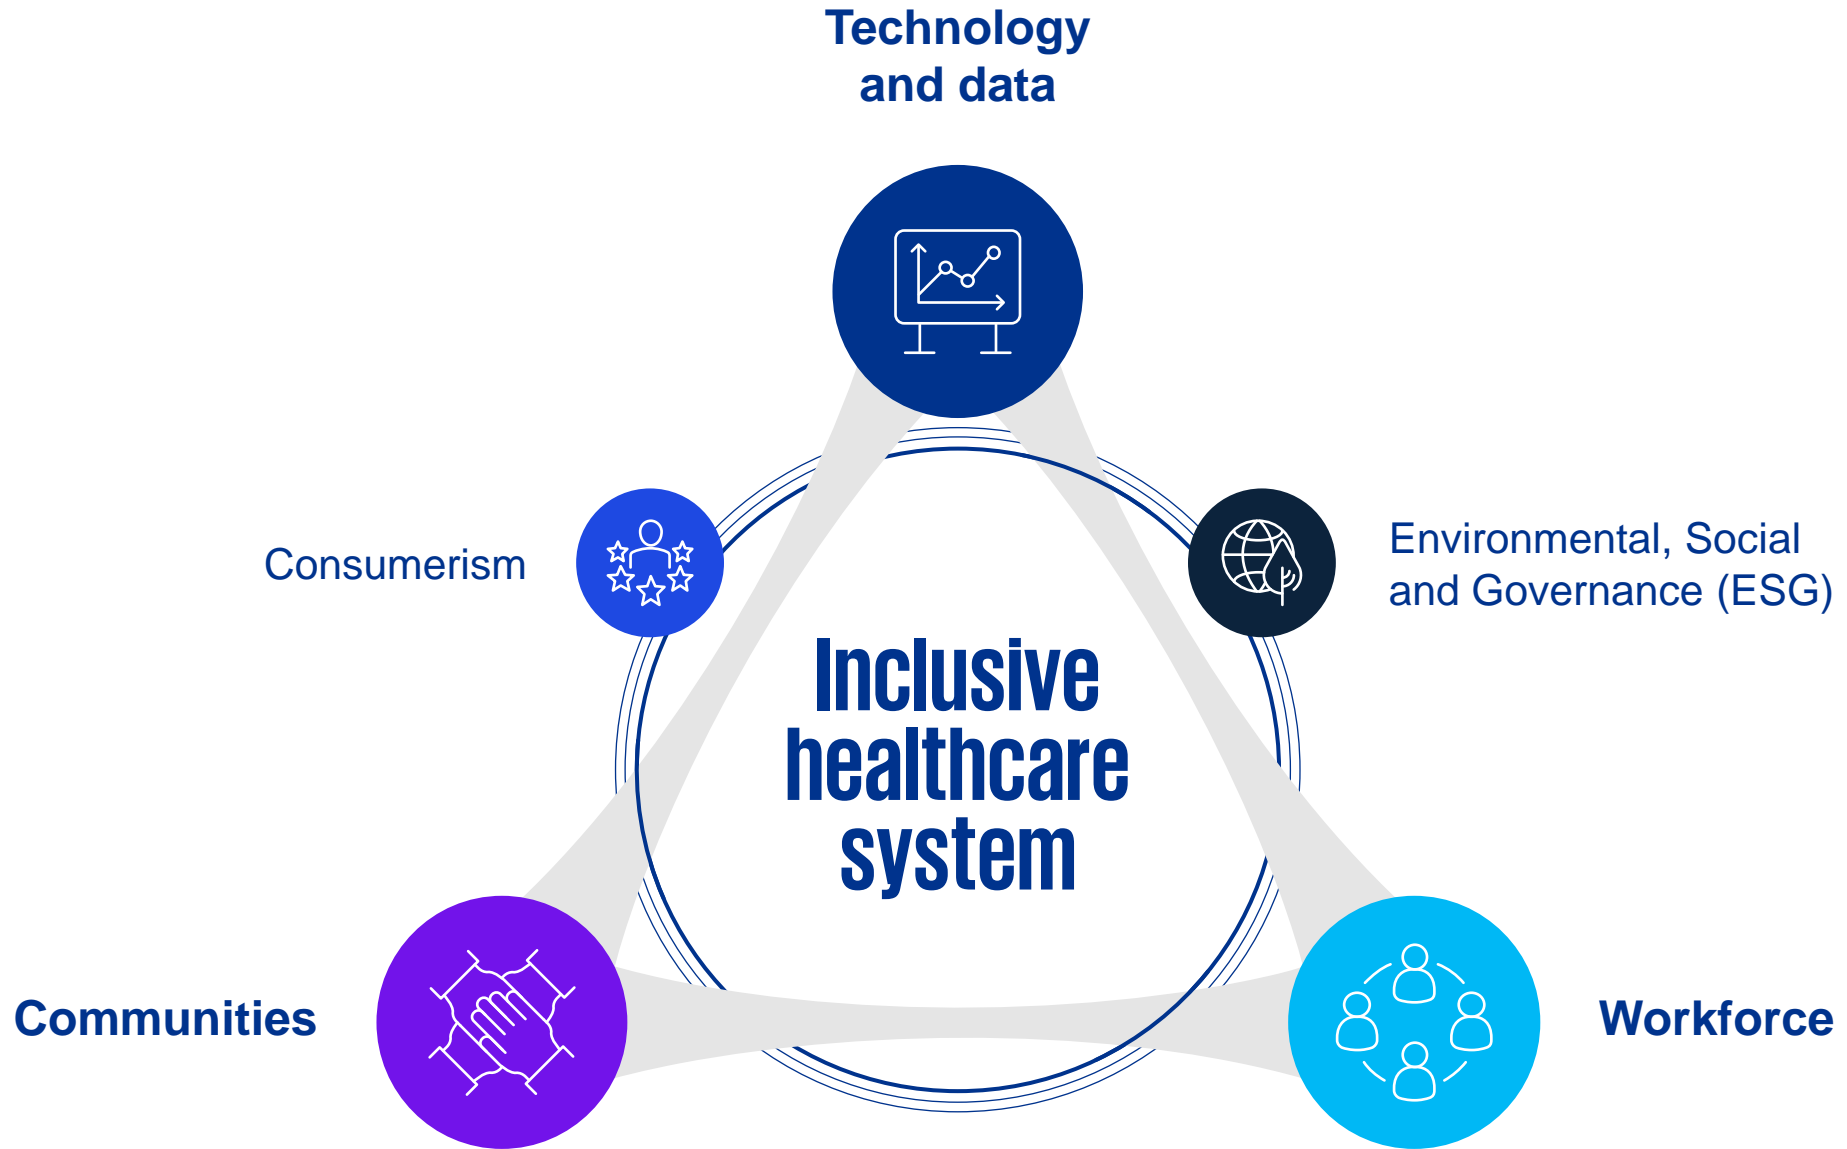 Technology
and data
Consumerism
Environmental, Social
and Governance (ESG)
Inclusive
healthcare
system
Communities
Workforce